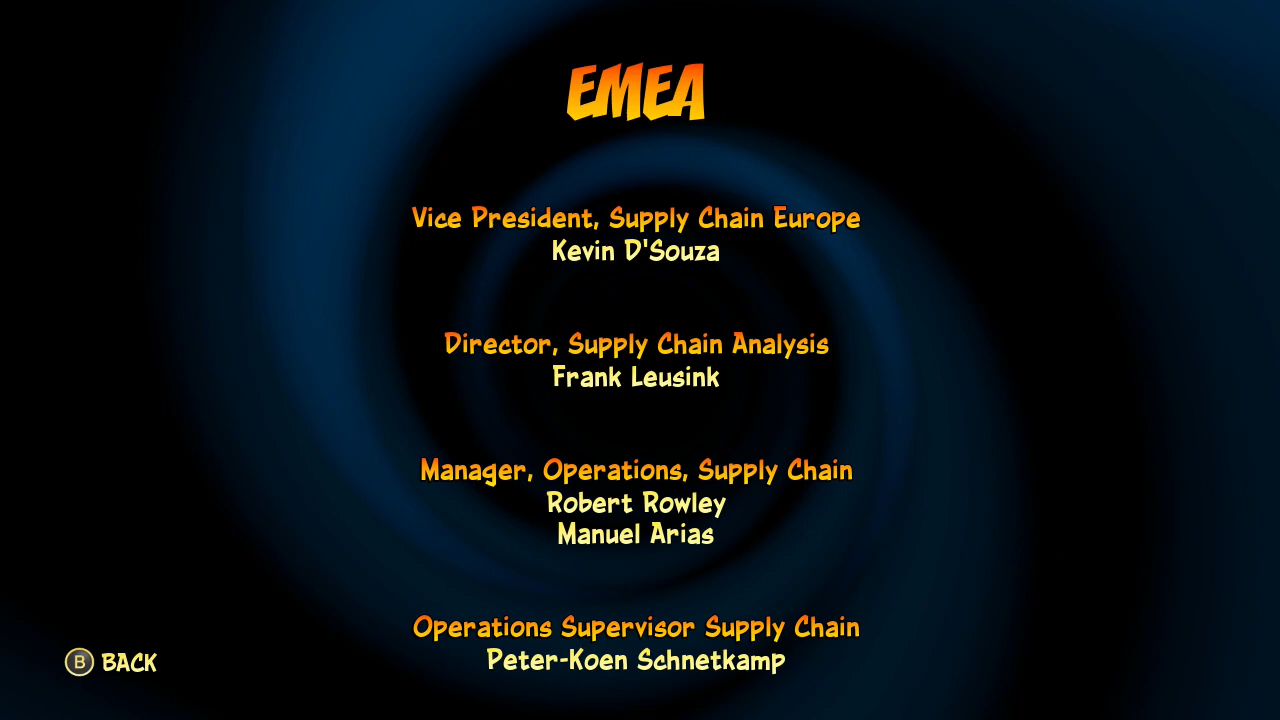 EMEA
Vice President, Supply Chain Europe
Kevin D'Souza
Director, Supply Chain Analysis
Frank Leusink
Manager, Operations, Supply Chain
Robert Rowley
Manuel Arias
Operations Supervisor Supply Chain
Peter-Koen Schnetkamp
B BACK